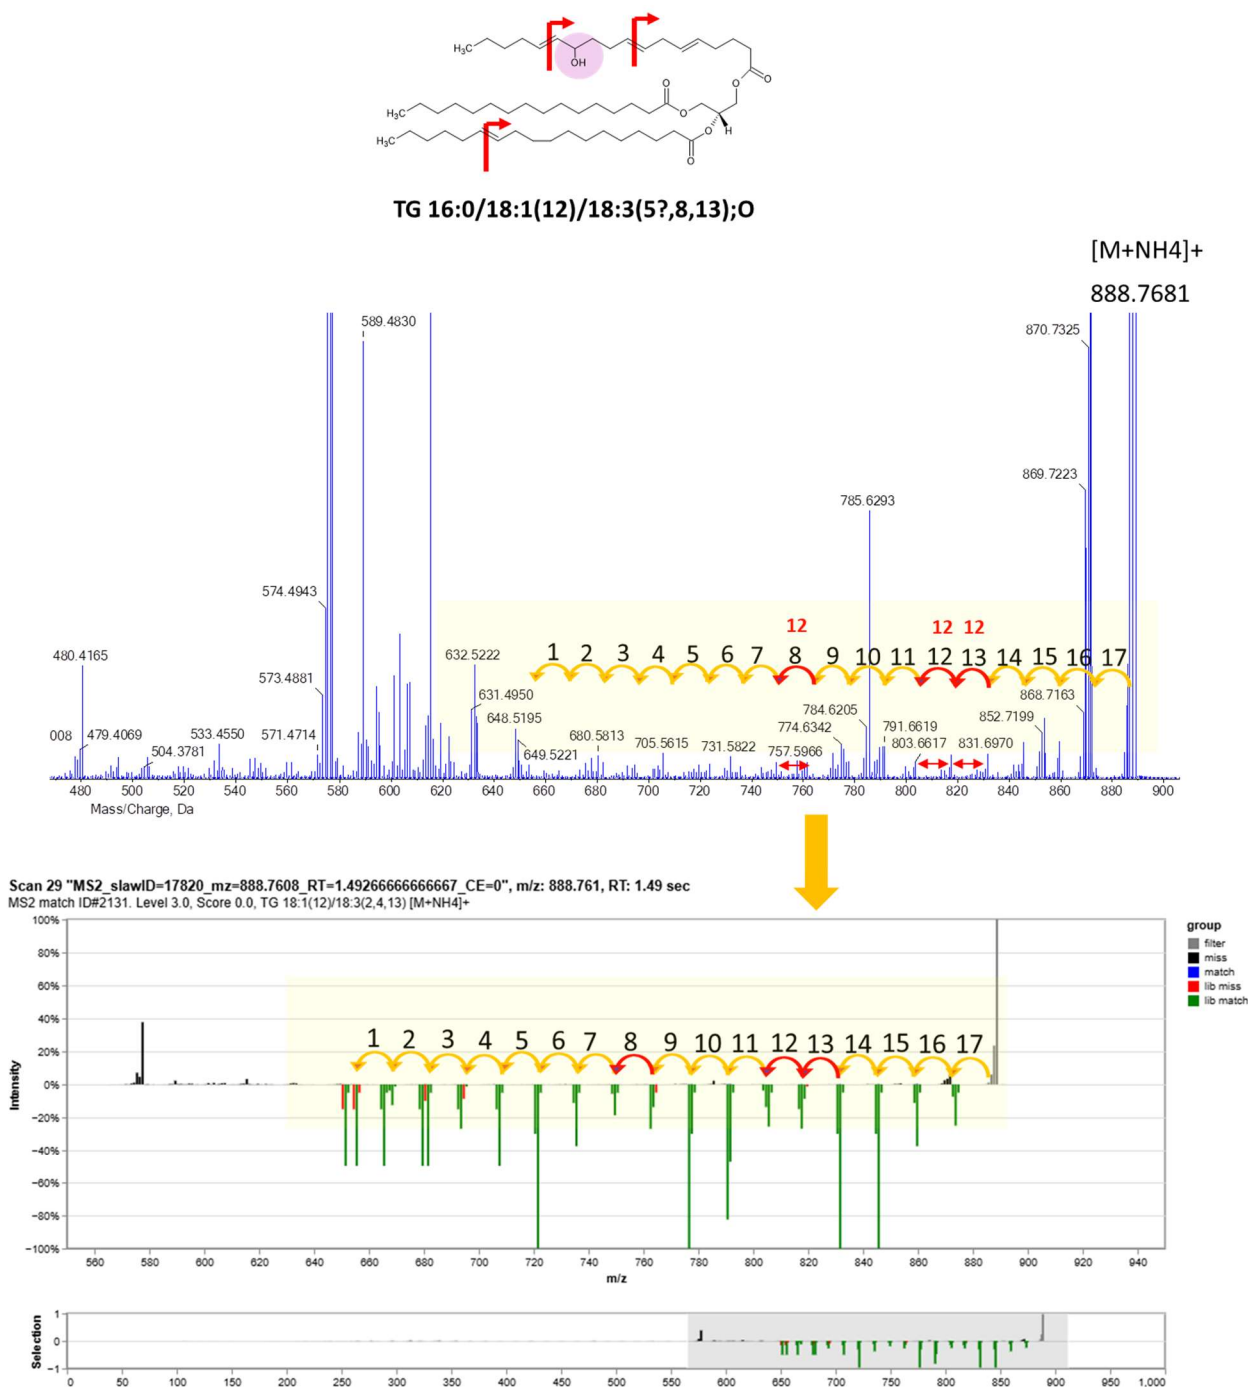 H₃C
OH
O
O
O
H₃C
O
H₃C
O
H
O
TG 16:0/18:1(12)/18:3(5?,8,13);O
[M+NH4]+
888.7681
589.4830
870.7325
869.7223
785.6293
574.4943
12 12 12
1 2 3 4 5 6 7 8 9 10 11 12 13 14 15 16 17
480.4165
632.5222
573.4881
631.4950
868.7163
784.6205
648.5195
852.7199
008
479.4069
533.4550
571.4714
680.5813
774.6342
791.6619
504.3781
649.5221
705.5615
731.5822
757.5966
803.6617
831.6970
500 520 540 560 580 600 620 640 660 680 700 720 740 760 780 800 820 840 860 880 900
480
Mass/Charge, Da
Scan 29 "MS2_slawID=17820_mz=888.7608_RT=1.49266666666667_CE=0", m/z: 888.761, RT: 1.49 sec
MS2 match ID#2131. Level 3.0, Score 0.0, TG 18:1(12)/18:3(2,4,13) [M+NH4]+
100%
80%
60%
40%
20%
0%
−20%
−40%
−60%
−80%
−100%
Intensity
1 2 3 4 5 6 7 8 9 10 11 12 13 14 15 16 17
group
filter
miss
match
lib miss
lib match
560 580 600 620 640 660 680 700 720 740 760 780 800 820 840 860 880 900 920 940
m/z
Selection
1
0
−1
0 50 100 150 200 250 300 350 400 450 500 550 600 650 700 750 800 850 900 950 1,000